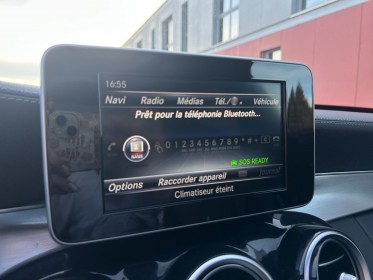 16:55
Navi Radio Médias Tél./ Véhicule
Prêt pour la téléphonie Bluetooth...
0 1 2 3 4 5 6 7 8 9
SOS READY
Options Raccorder appareil
Climatiseur éteint